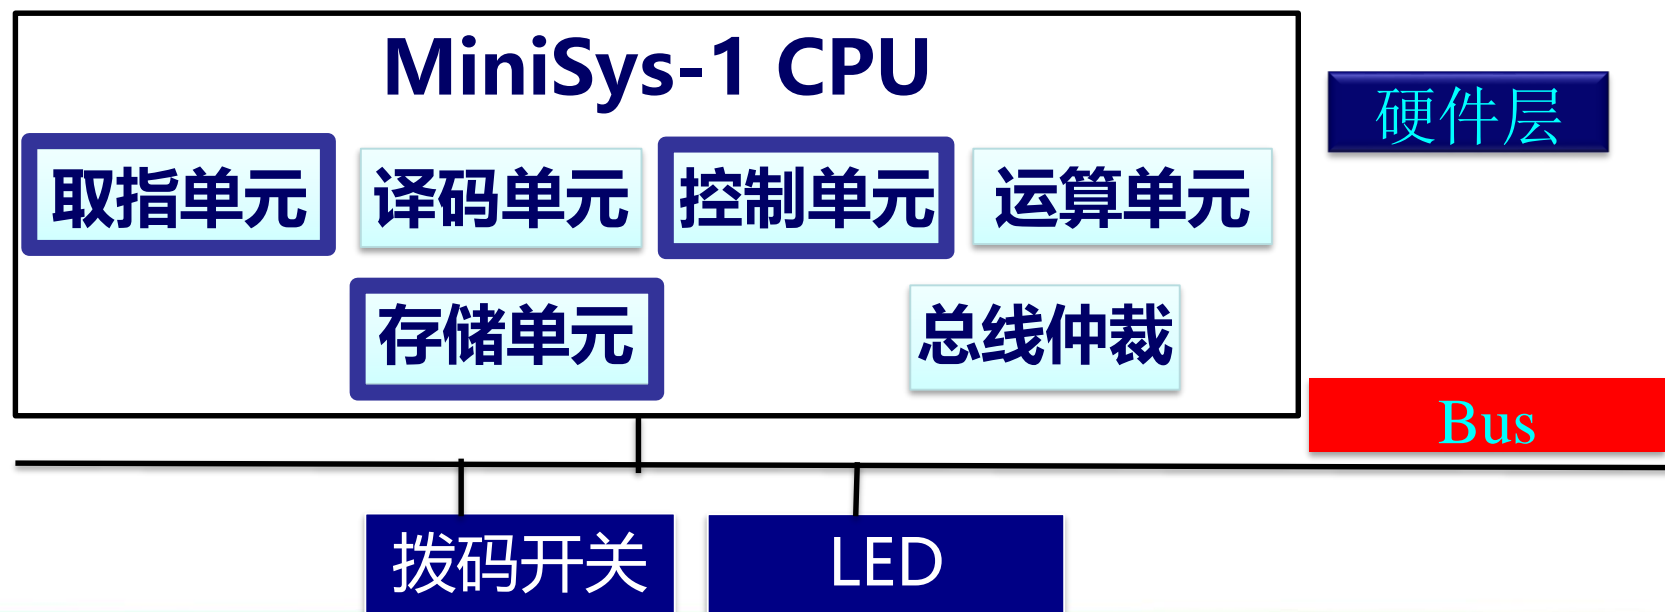 MiniSys-1 CPU
硬件层
取指单元
译码单元
控制单元
运算单元
存储单元
总线仲裁
Bus
拨码开关
LED